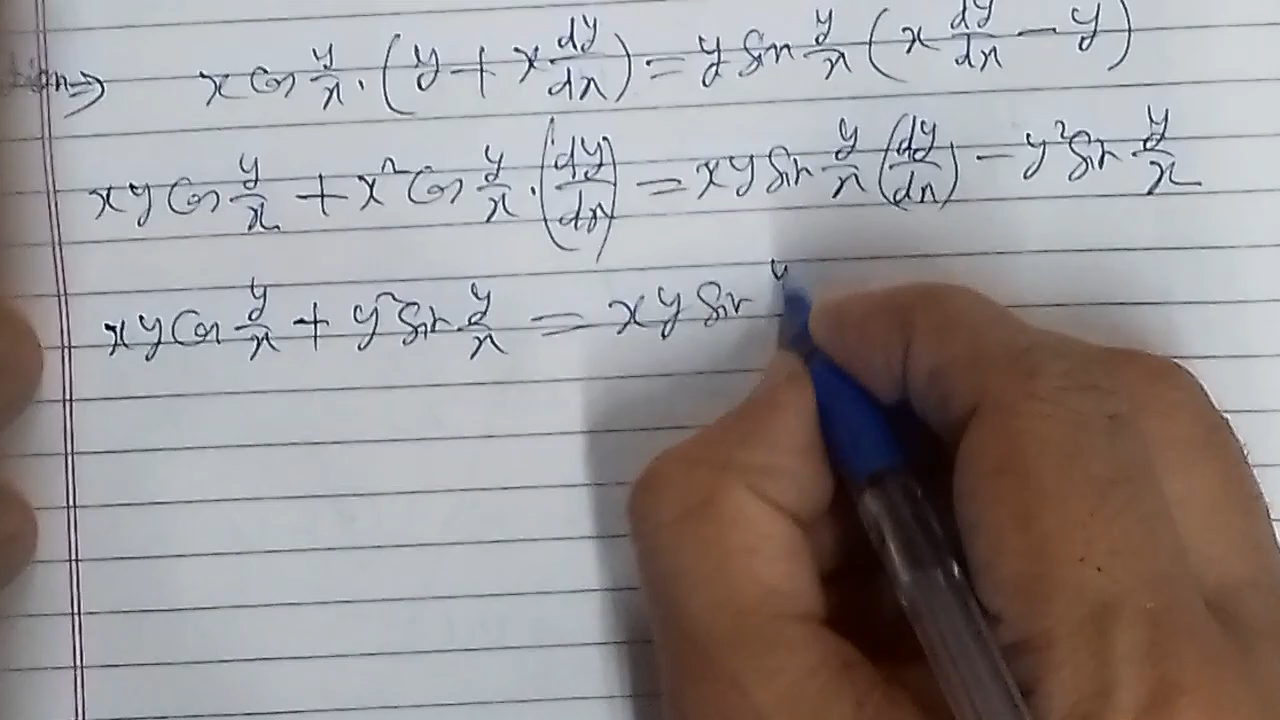 ⇒ x cos y/x · (y + x dy/dx) = y sin y/x (x dy/dx − y)
xy cos y/x + x² cos y/x · (dy/dx) = xy sin y/x (dy/dx) − y² sin y/x
xy cos y/x + y² sin y/x = xy sin y